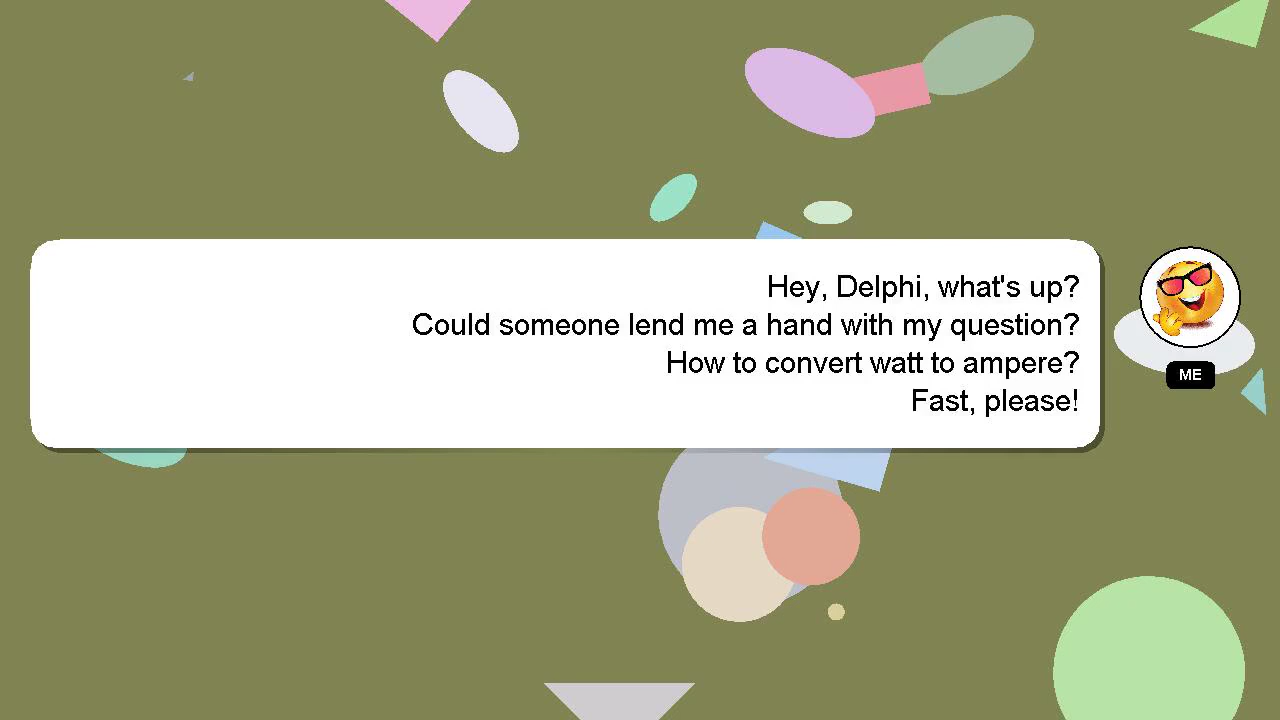 Hey, Delphi, what's up?
Could someone lend me a hand with my question?
How to convert watt to ampere?
Fast, please!
ME